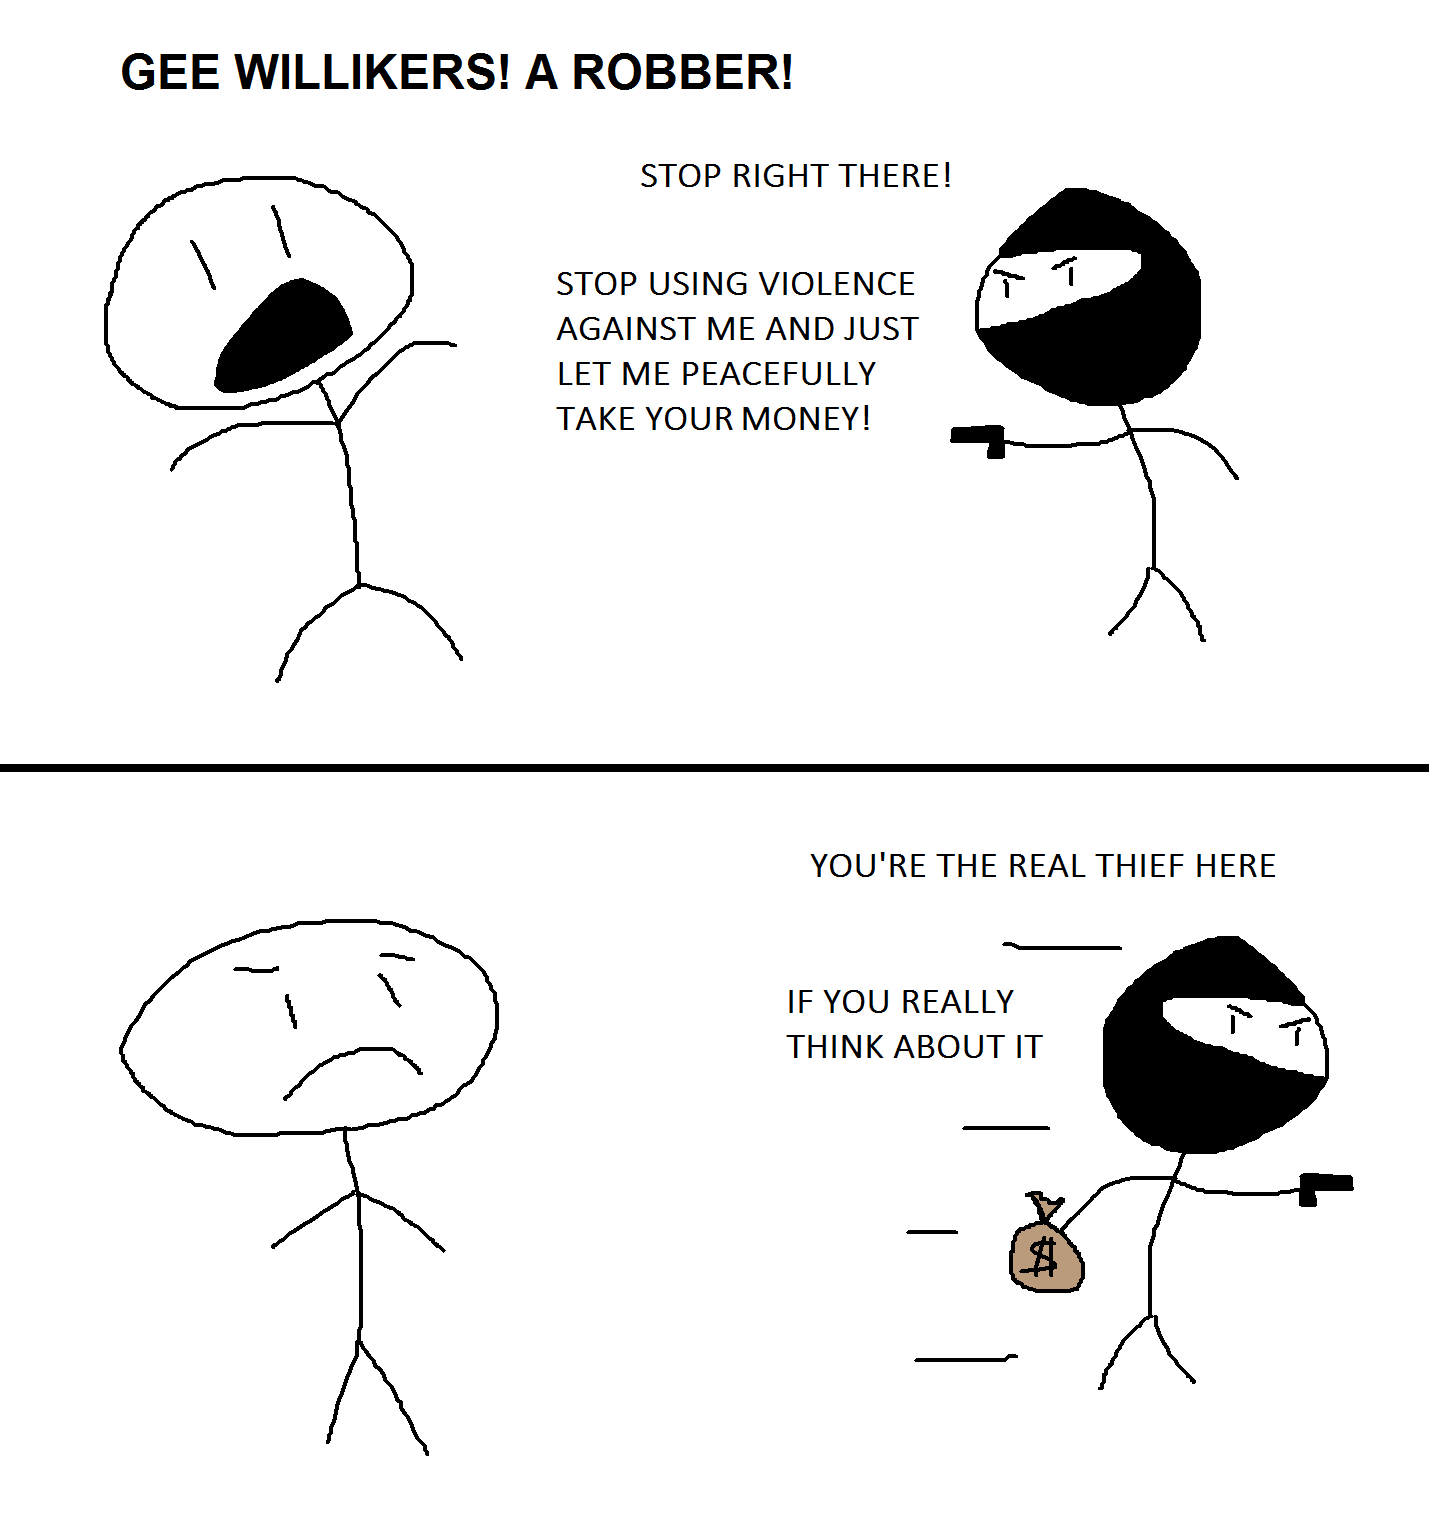 GEE WILLIKERS! A ROBBER!
STOP RIGHT THERE!
STOP USING VIOLENCE
AGAINST ME AND JUST
LET ME PEACEFULLY
TAKE YOUR MONEY!
YOU'RE THE REAL THIEF HERE
IF YOU REALLY
THINK ABOUT IT
$